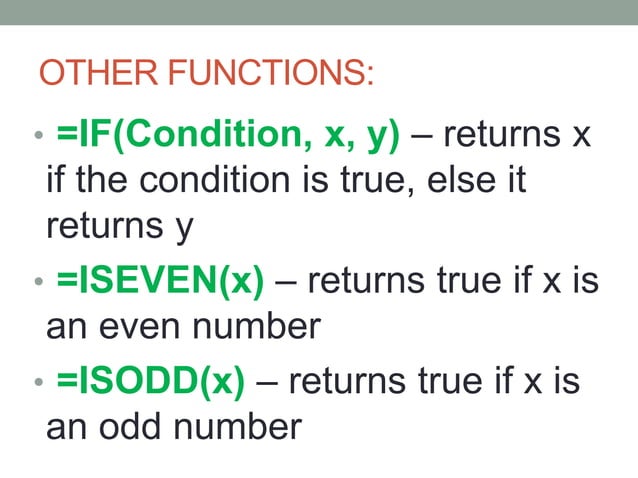 OTHER FUNCTIONS:
• =IF(Condition, x, y) – returns x
if the condition is true, else it
returns y
• =ISEVEN(x) – returns true if x is
an even number
• =ISODD(x) – returns true if x is
an odd number